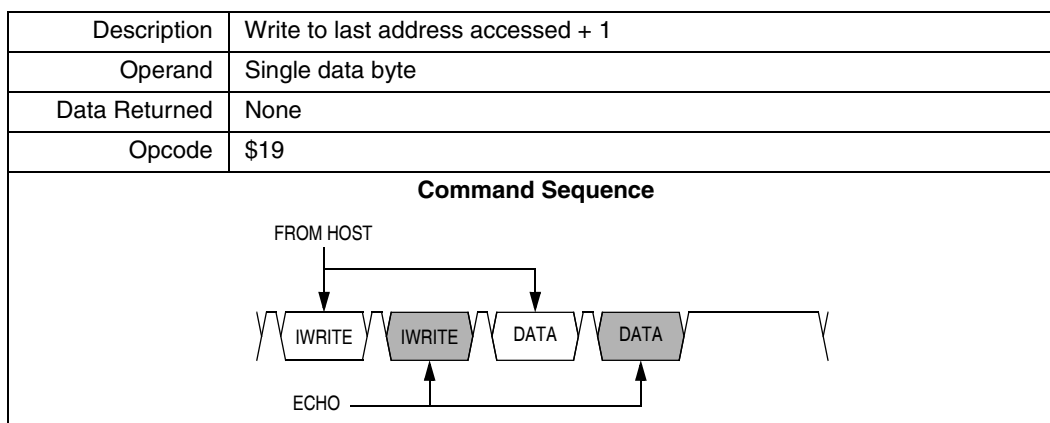 Description Write to last address accessed + 1
Operand Single data byte
Data Returned None
Opcode $19
Command Sequence
FROM HOST
IWRITE IWRITE DATA DATA
ECHO